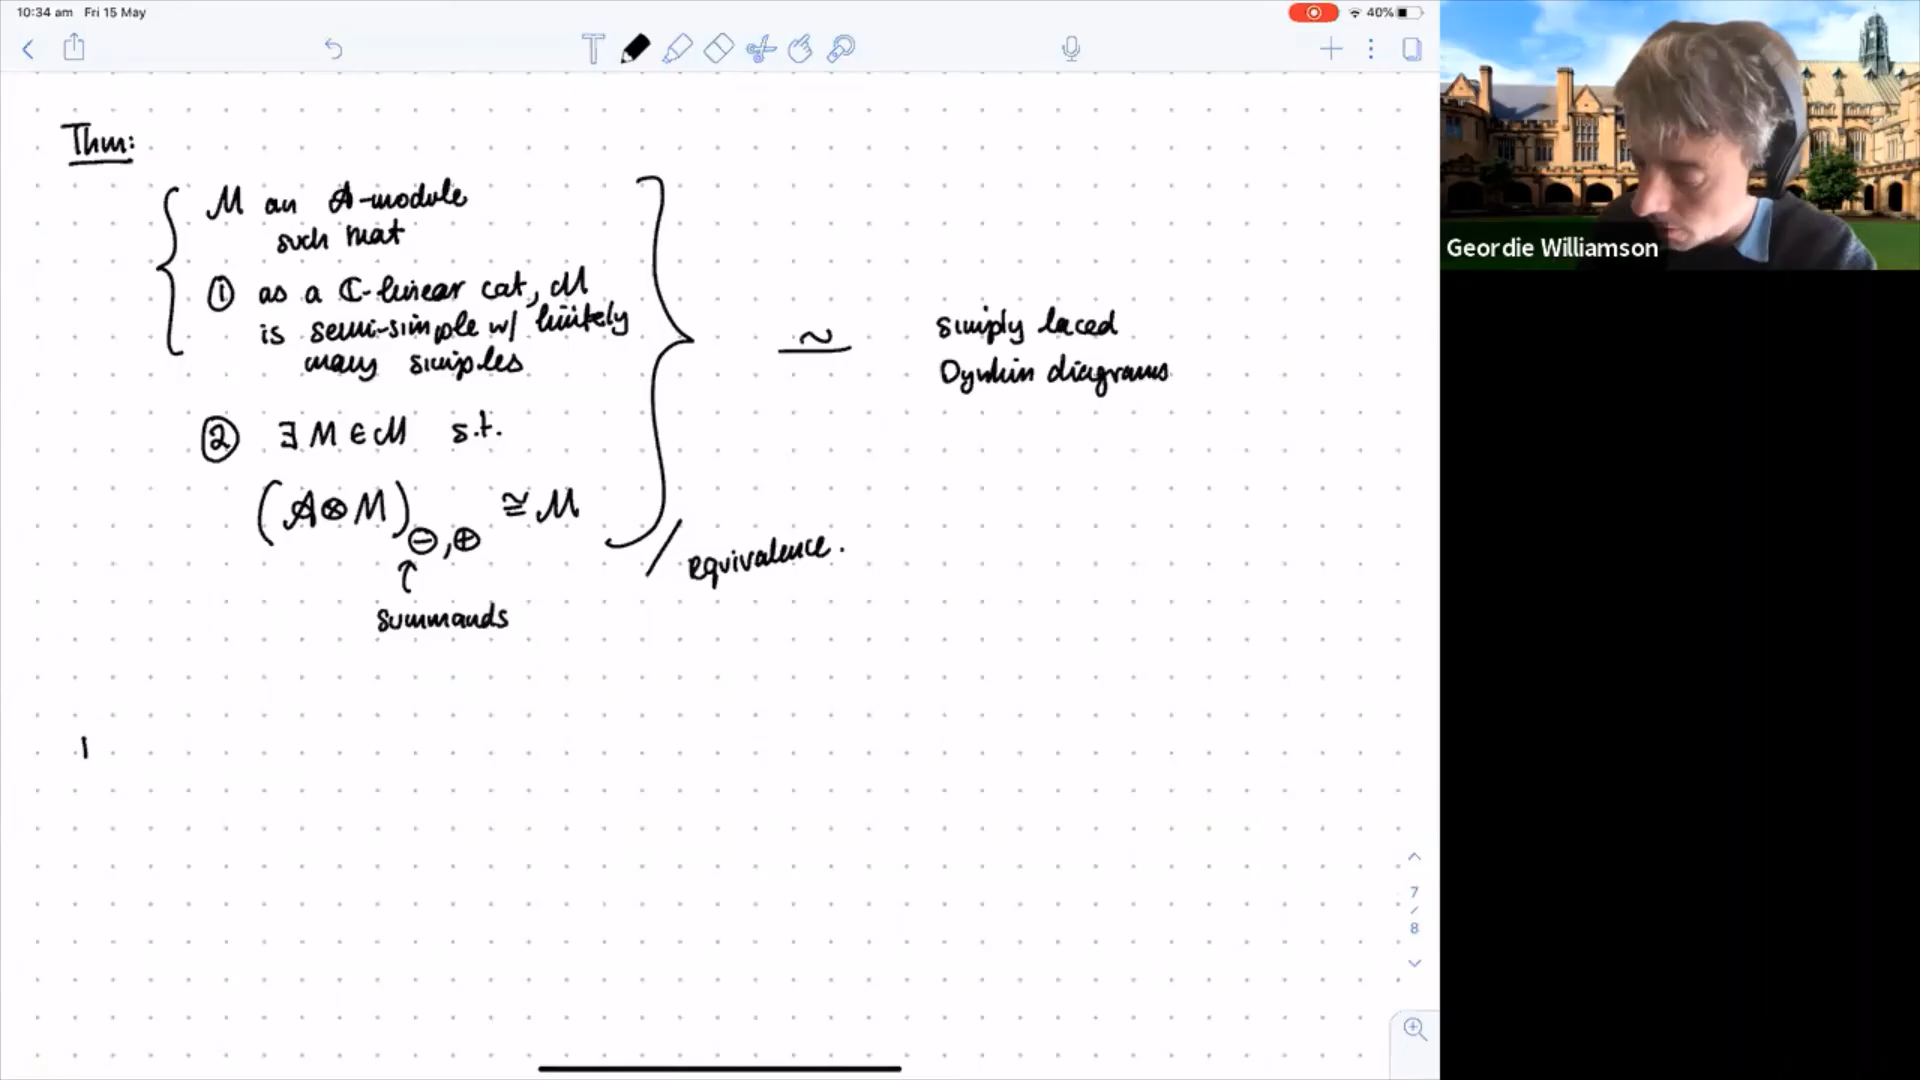 10:34 am Fri 15 May
40%
Geordie Williamson
Thm:
M an A-module
such that
① as a ℂ-linear cat, M
is semi-simple w/ finitely
many simples
② ∃ M ∈ M s.t.
(A ⊗ M)⊖,⊕ ≅ M
↑
summands
/ equivalence.
∼
simply laced
Dynkin diagrams
7
/
8